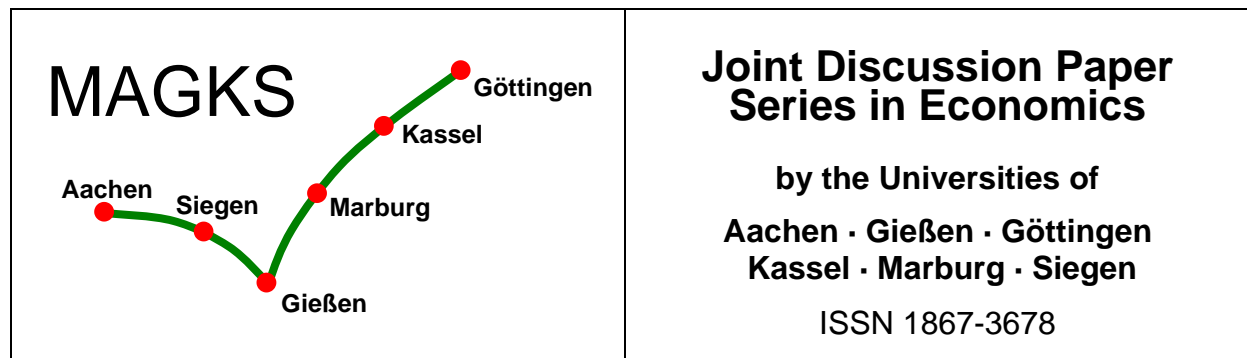 MAGKS
Göttingen
Kassel
Marburg
Aachen
Siegen
Gießen
Joint Discussion Paper
Series in Economics
by the Universities of
Aachen · Gießen · Göttingen
Kassel · Marburg · Siegen
ISSN 1867-3678